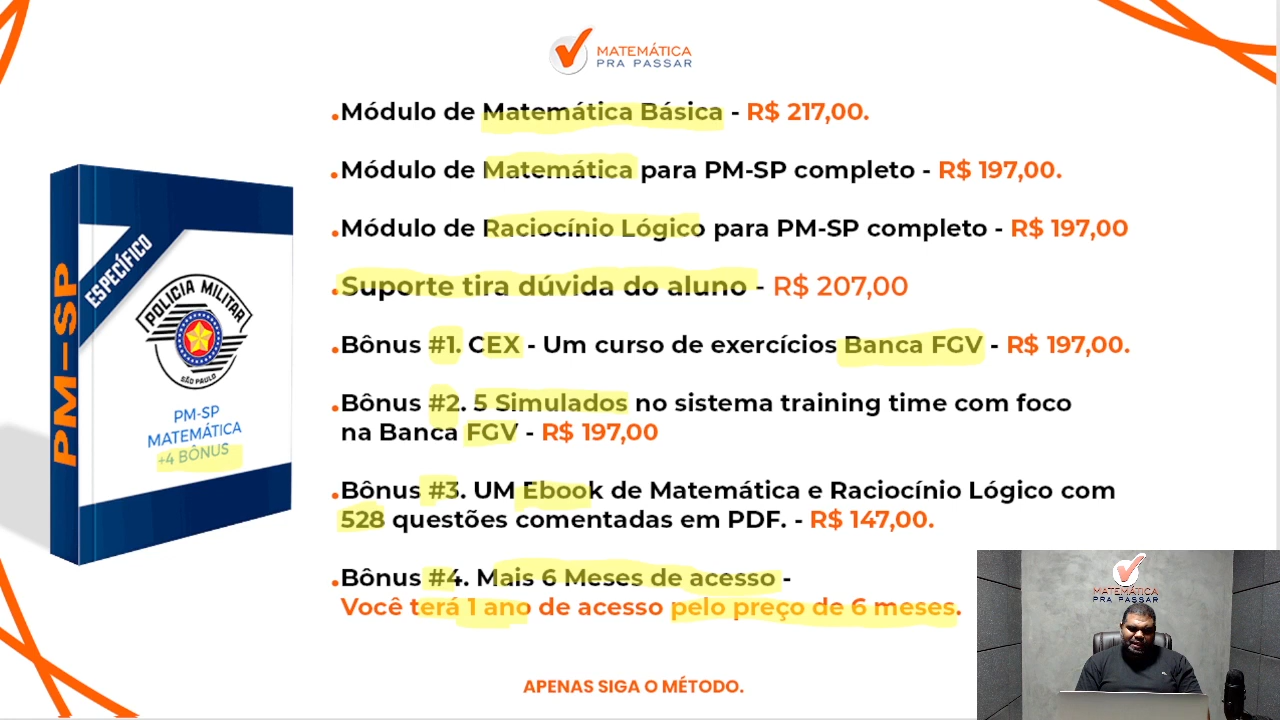 MATEMÁTICA
PRA PASSAR
.Módulo de Matemática Básica - R$ 217,00.
.Módulo de Matemática para PM-SP completo - R$ 197,00.
.Módulo de Raciocínio Lógico para PM-SP completo - R$ 197,00
.Suporte tira dúvida do aluno - R$ 207,00
.Bônus #1. CEX - Um curso de exercícios Banca FGV - R$ 197,00.
.Bônus #2. 5 Simulados no sistema training time com foco
na Banca FGV - R$ 197,00
.Bônus #3. UM Ebook de Matemática e Raciocínio Lógico com
528 questões comentadas em PDF. - R$ 147,00.
.Bônus #4. Mais 6 Meses de acesso -
Você terá 1 ano de acesso pelo preço de 6 meses.
APENAS SIGA O MÉTODO.
PM-SP
ESPECÍFICO
POLICIA MILITAR
SÃO PAULO
PM-SP
MATEMÁTICA
+4 BÔNUS
MATEMÁTICA
PRA PASSAR